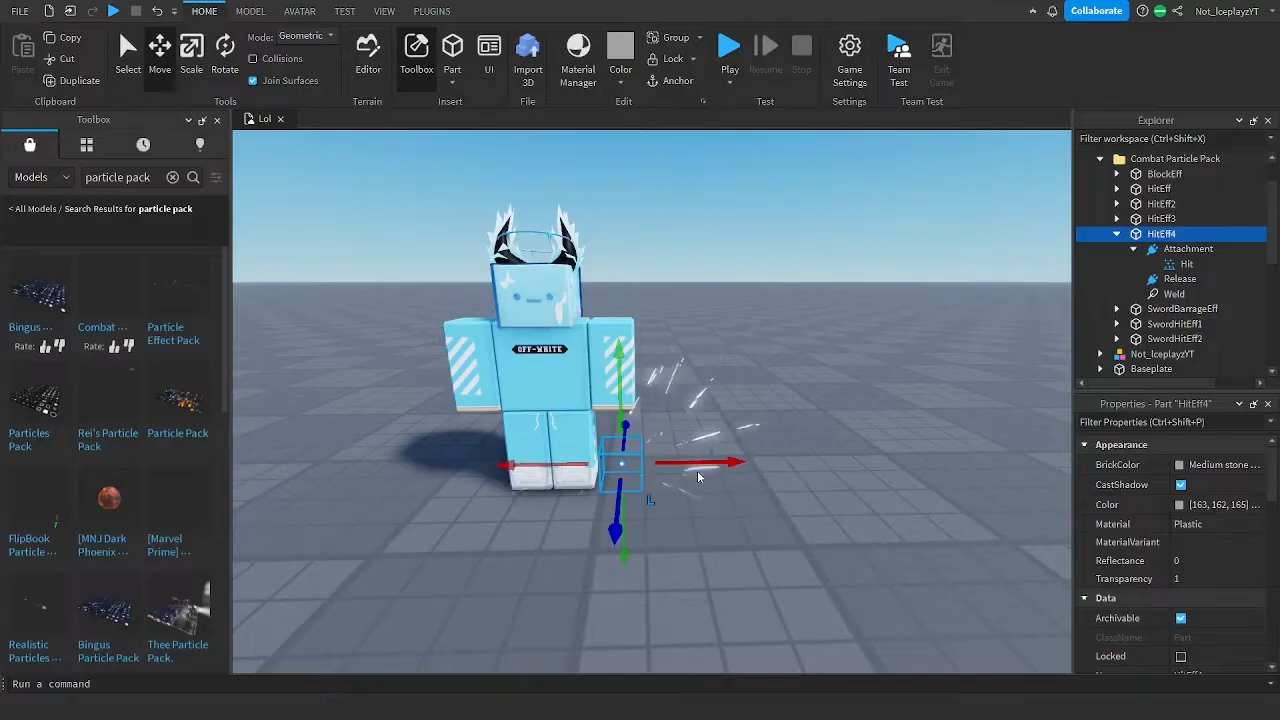 FILE HOME MODEL AVATAR TEST VIEW PLUGINS Collaborate Not_IceplayzYT
Paste Copy Cut Duplicate
Select Move Scale Rotate
Mode: Geometric
Collisions
Join Surfaces
Editor Toolbox Part UI Import 3D
Material Manager Color Group Lock Anchor
Play Resume Stop Game Settings Team Test Exit Game
Clipboard Tools Terrain Insert File Edit Test Settings Team Test
Toolbox
Models particle pack
< All Models / Search Results for particle pack
Bingus ... Combat ... Particle Effect Pack
Rate: Rate:
Particles Pack Rei's Particle Pack Particle Pack
FlipBook Particle ... [MNJ Dark Phoenix ... [Marvel Prime] ...
Realistic Particles ... Bingus Particle Pack Thee Particle Pack.
Lol
OFF-WHITE
L
Explorer
Filter workspace (Ctrl+Shift+X)
Combat Particle Pack
BlockEff
HitEff
HitEff2
HitEff3
HitEff4
Attachment
Hit
Release
Weld
SwordBarrageEff
SwordHitEff1
SwordHitEff2
Not_IceplayzYT
Baseplate
Properties - Part "HitEff4"
Filter Properties (Ctrl+Shift+P)
Appearance
BrickColor Medium stone ...
CastShadow
Color [163, 162, 165] ...
Material Plastic
MaterialVariant
Reflectance 0
Transparency 1
Data
Archivable
ClassName Part
Locked
Run a command